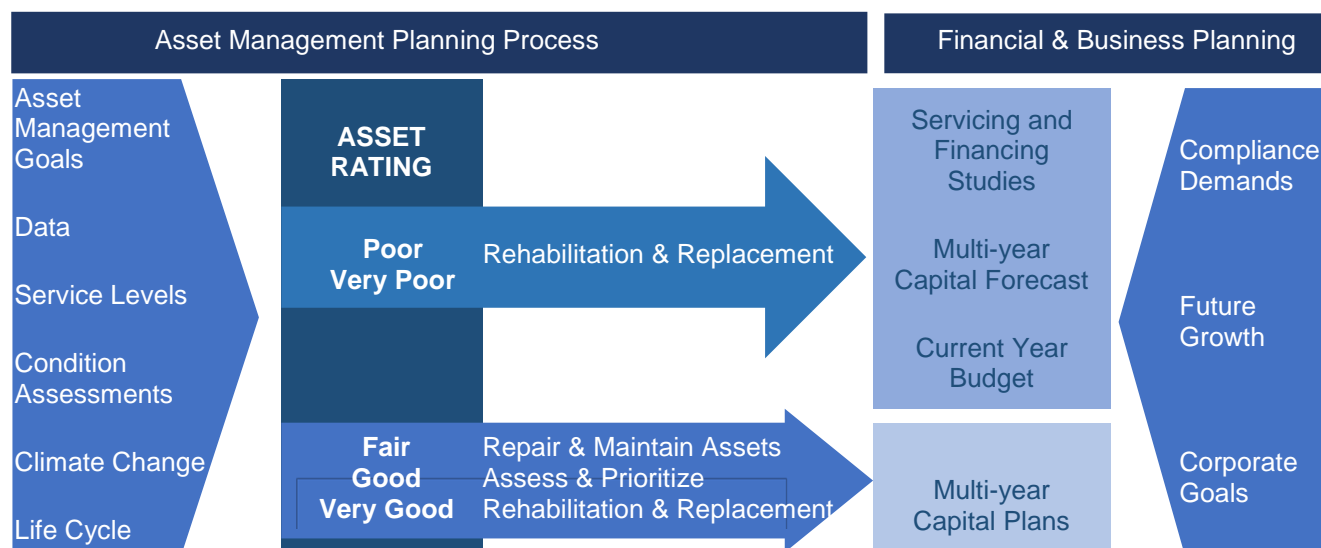 Asset Management Planning Process
Financial & Business Planning
Asset
Management
Goals
Data
Service Levels
Condition
Assessments
Climate Change
Life Cycle
ASSET
RATING
Poor
Very Poor
Rehabilitation & Replacement
Fair
Good
Very Good
Repair & Maintain Assets
Assess & Prioritize
Rehabilitation & Replacement
Servicing and
Financing
Studies
Multi-year
Capital Forecast
Current Year
Budget
Multi-year
Capital Plans
Compliance
Demands
Future
Growth
Corporate
Goals